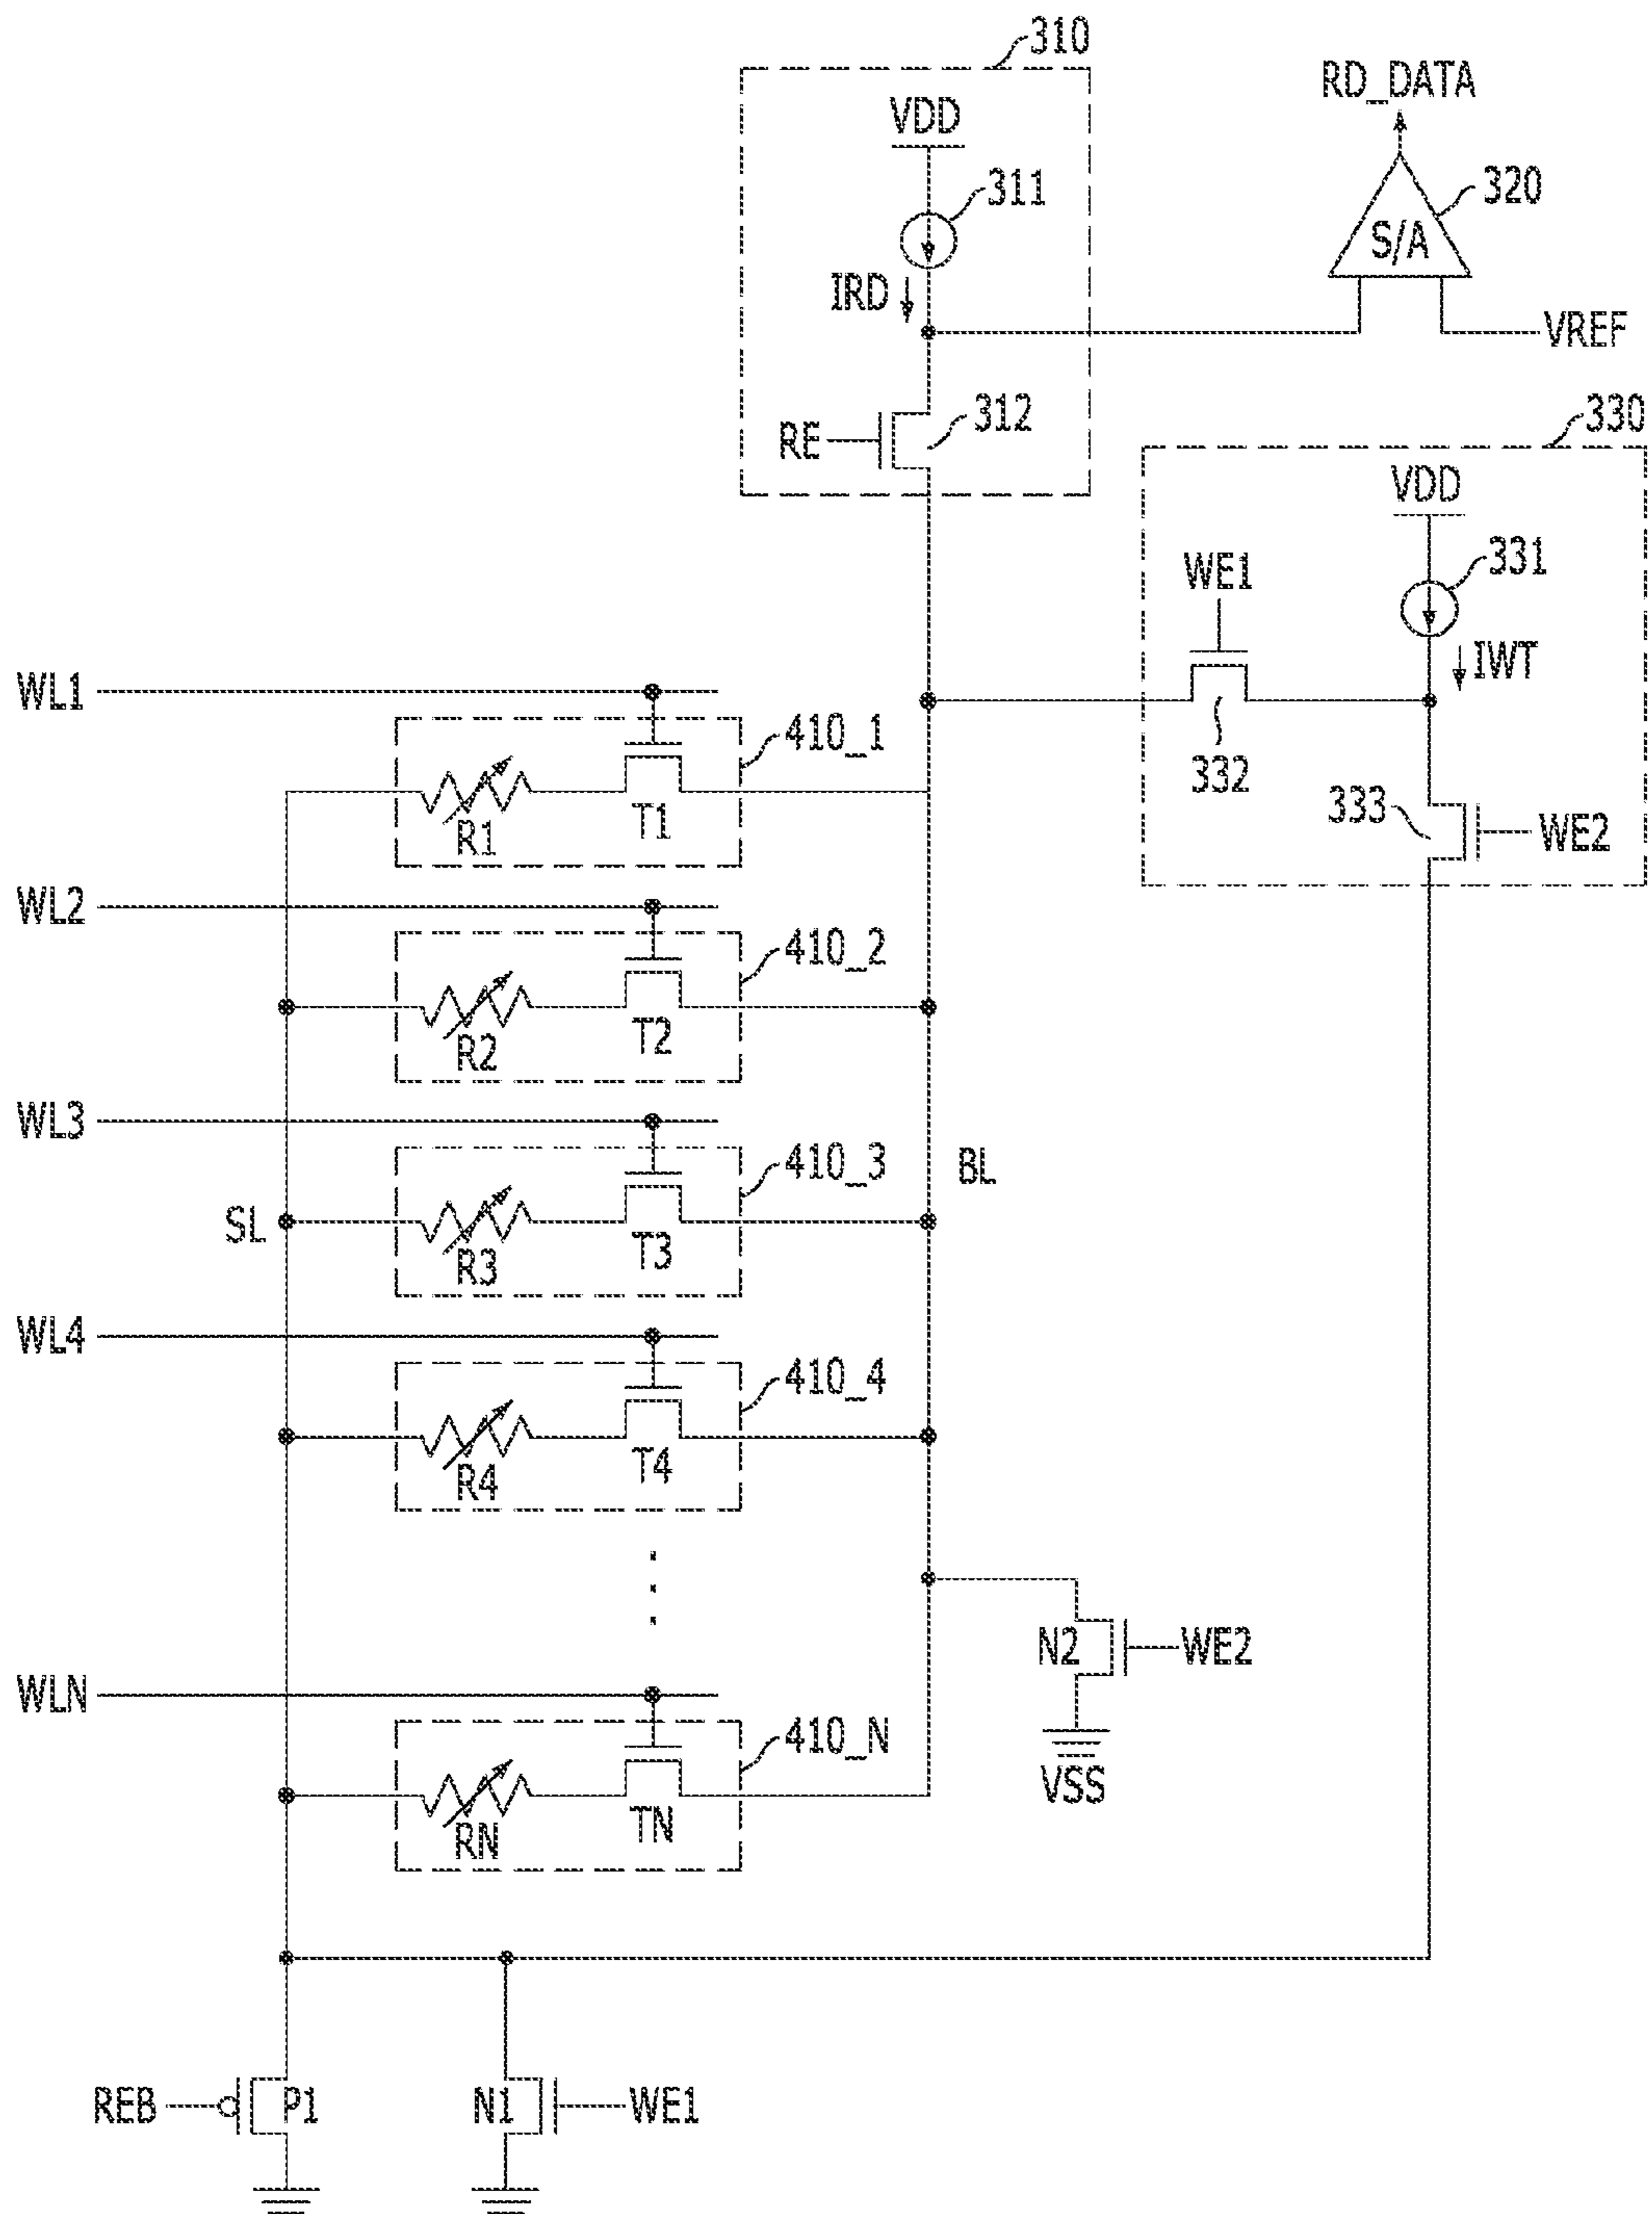 310
RD_DATA
VDD
311
320
S/A
IRD
VREF
RE
312
330
VDD
331
WE1
IWT
WL1
410_1
332
R1
T1
333
WE2
WL2
410_2
R2
T2
WL3
410_3
BL
SL
R3
T3
WL4
410_4
R4
T4
N2
WE2
WLN
410_N
VSS
RN
TN
REB
P1
N1
WE1